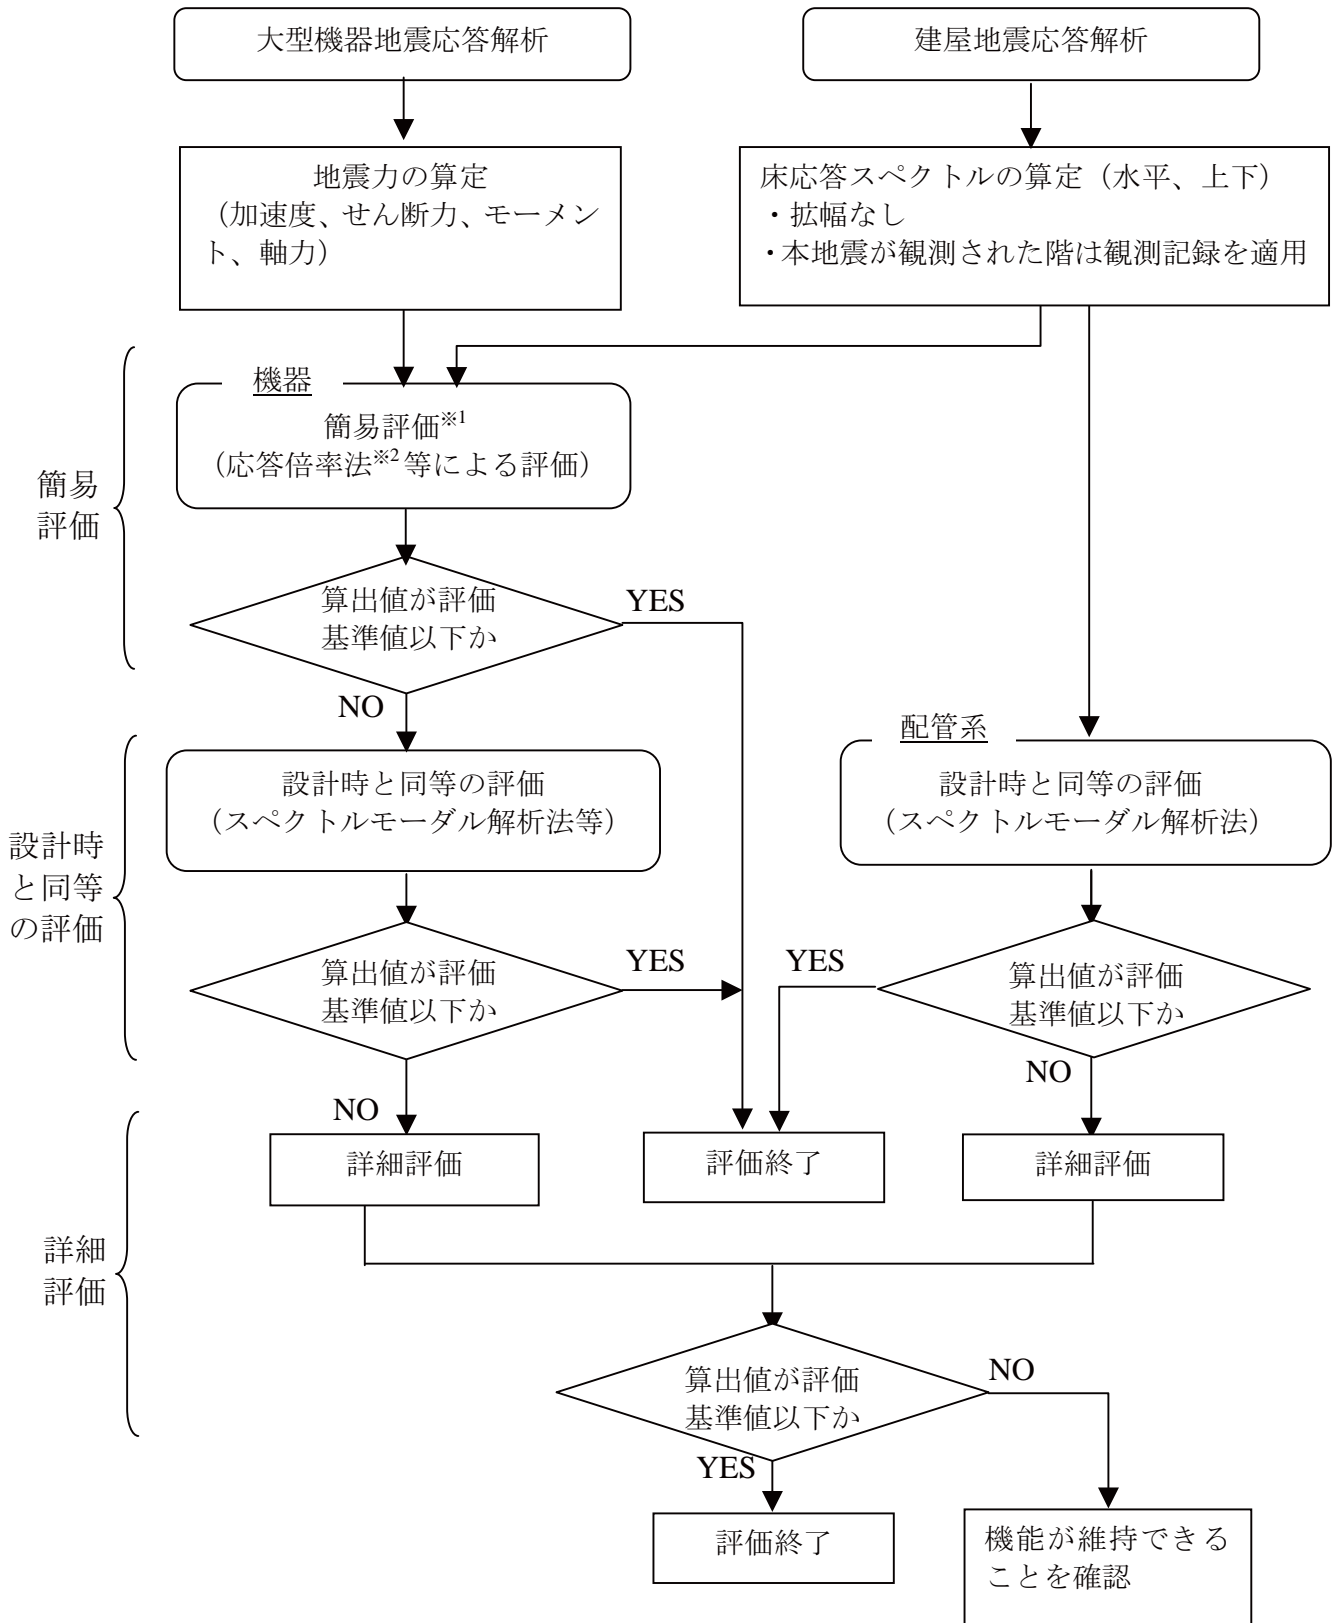 大型機器地震応答解析
建屋地震応答解析
地震力の算定
（加速度、せん断力、モーメン
ト、軸力）
床応答スペクトルの算定（水平、上下）
・拡幅なし
・本地震が観測された階は観測記録を適用
機器
簡易評価※1
（応答倍率法※2等による評価）
簡易
評価
算出値が評価
基準値以下か
YES
NO
配管系
設計時と同等の評価
（スペクトルモーダル解析法等）
設計時と同等の評価
（スペクトルモーダル解析法）
設計時
と同等
の評価
算出値が評価
基準値以下か
YES
YES
算出値が評価
基準値以下か
NO
NO
詳細評価
評価終了
詳細評価
詳細
評価
算出値が評価
基準値以下か
NO
YES
評価終了
機能が維持できる
ことを確認